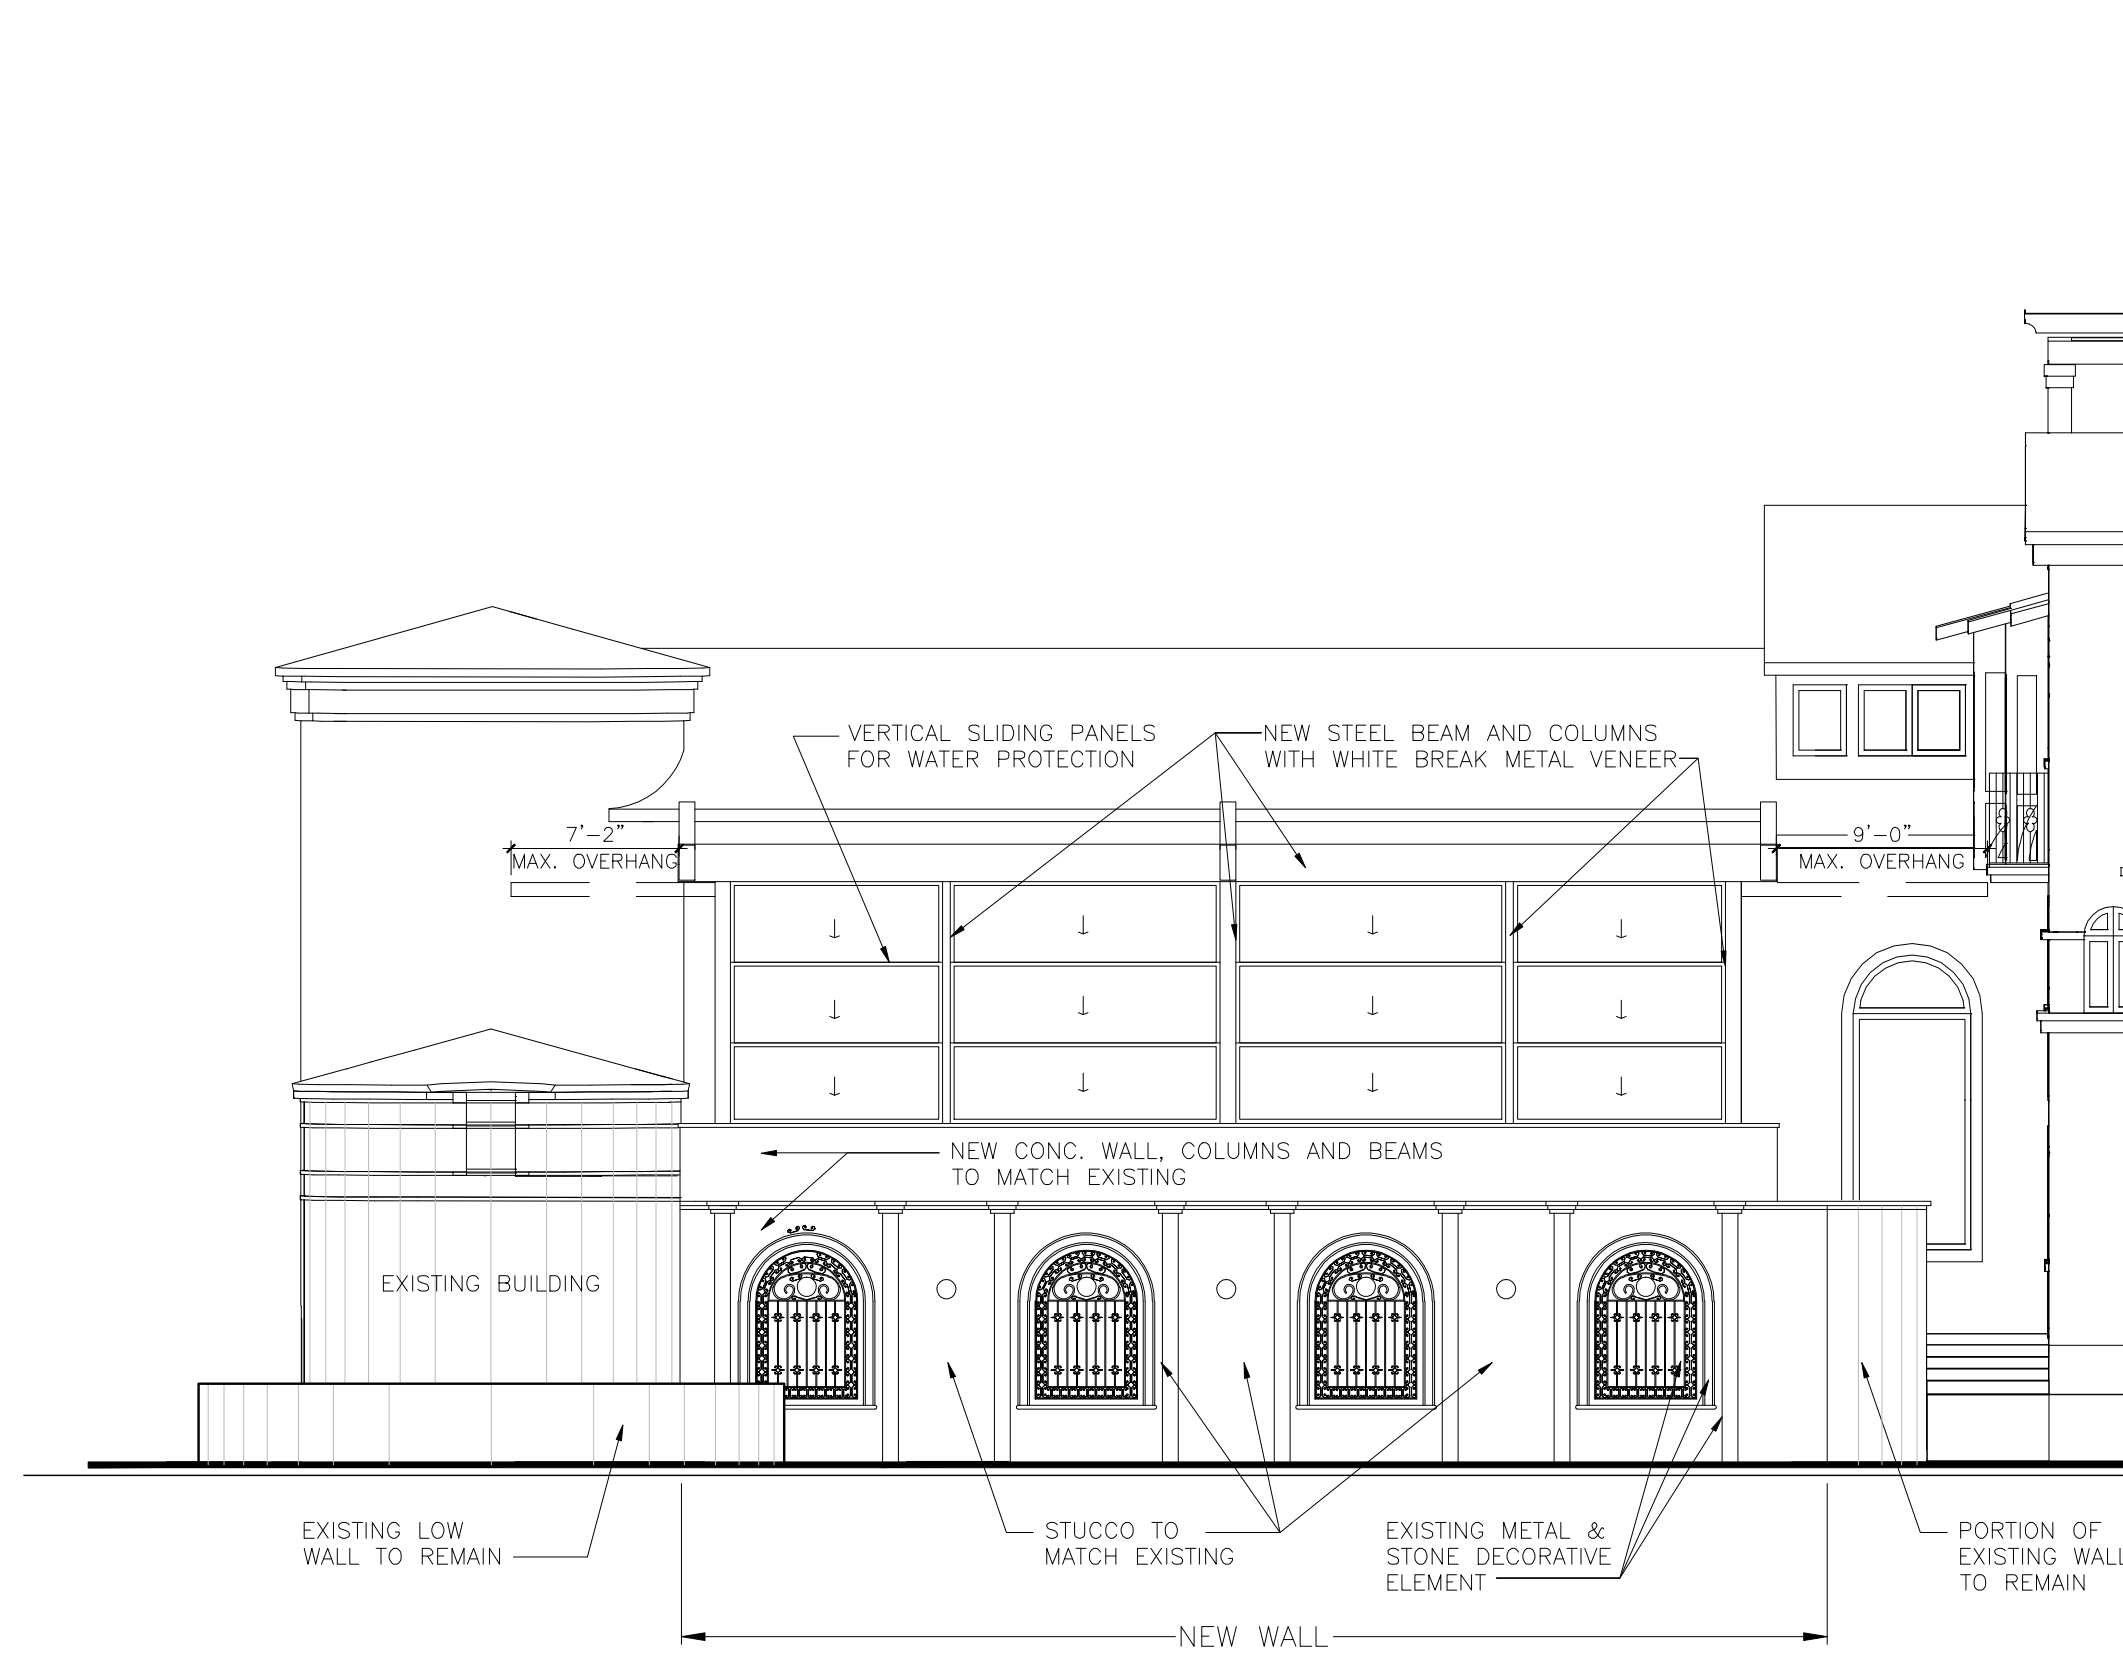 VERTICAL SLIDING PANELS
FOR WATER PROTECTION
NEW STEEL BEAM AND COLUMNS
WITH WHITE BREAK METAL VENEER
7'-2"
MAX. OVERHANG
9'-0"
MAX. OVERHANG
NEW CONC. WALL, COLUMNS AND BEAMS
TO MATCH EXISTING
EXISTING BUILDING
EXISTING LOW
WALL TO REMAIN
STUCCO TO
MATCH EXISTING
EXISTING METAL &
STONE DECORATIVE
ELEMENT
PORTION OF
EXISTING WALL
TO REMAIN
NEW WALL